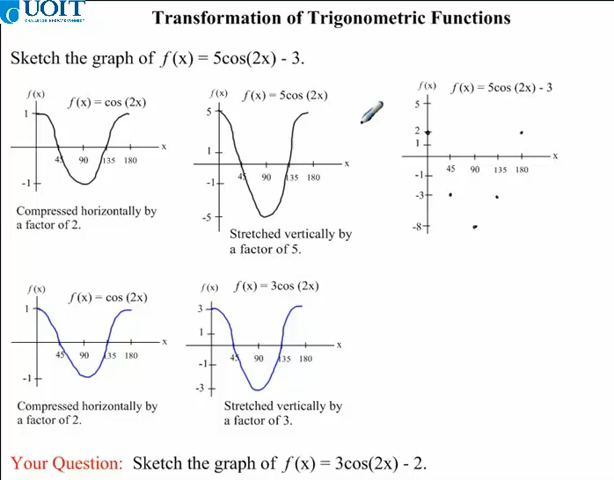 UOIT
Transformation of Trigonometric Functions
Sketch the graph of f(x) = 5cos(2x) - 3.
f(x) f(x) = cos (2x)
1
x
45 90 135 180
-1
Compressed horizontally by
a factor of 2.
f(x) f(x) = 5cos (2x)
5
1
x
45 90 135 180
-1
-5
Stretched vertically by
a factor of 5.
f(x) f(x) = 5cos (2x) - 3
5
2
1
x
45 90 135 180
-1
-3
-8
f(x) f(x) = cos (2x)
1
x
45 90 135 180
-1
Compressed horizontally by
a factor of 2.
f(x) f(x) = 3cos (2x)
3
1
x
45 90 135 180
-1
-3
Stretched vertically by
a factor of 3.
Your Question: Sketch the graph of f(x) = 3cos(2x) - 2.